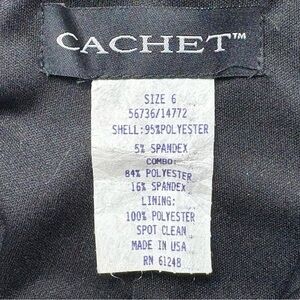 CACHET™
SIZE 6
56736/14772
SHELL:95%POLYESTER
5% SPANDEX
COMBO:
84% POLYESTER
16% SPANDEX
LINING:
100% POLYESTER
SPOT CLEAN
MADE IN USA
RN 61248